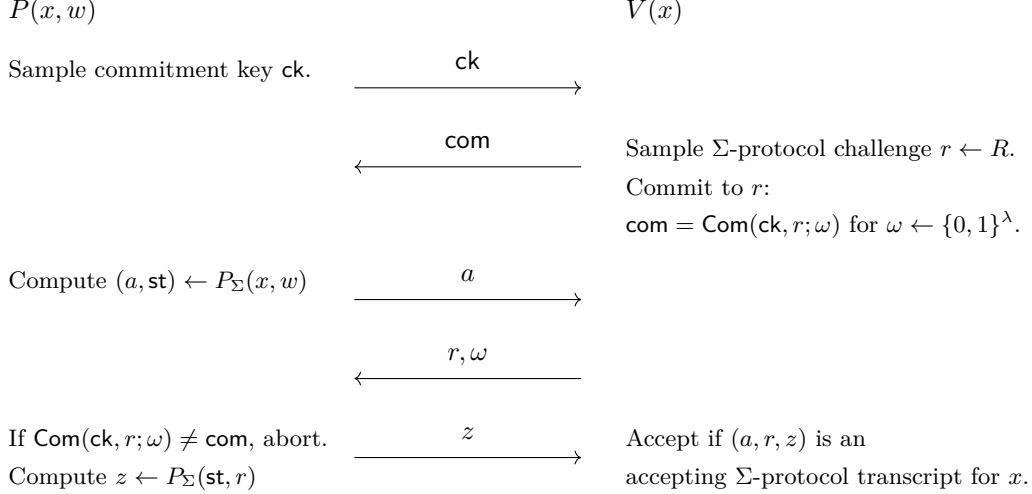 P(x, w) V(x)
Sample commitment key ck. ck
com Sample Σ-protocol challenge r ← R.
Commit to r:
com = Com(ck, r; ω) for ω ← {0, 1}^λ.
Compute (a, st) ← P_Σ(x, w) a
r, ω
If Com(ck, r; ω) ≠ com, abort. z Accept if (a, r, z) is an
Compute z ← P_Σ(st, r) accepting Σ-protocol transcript for x.